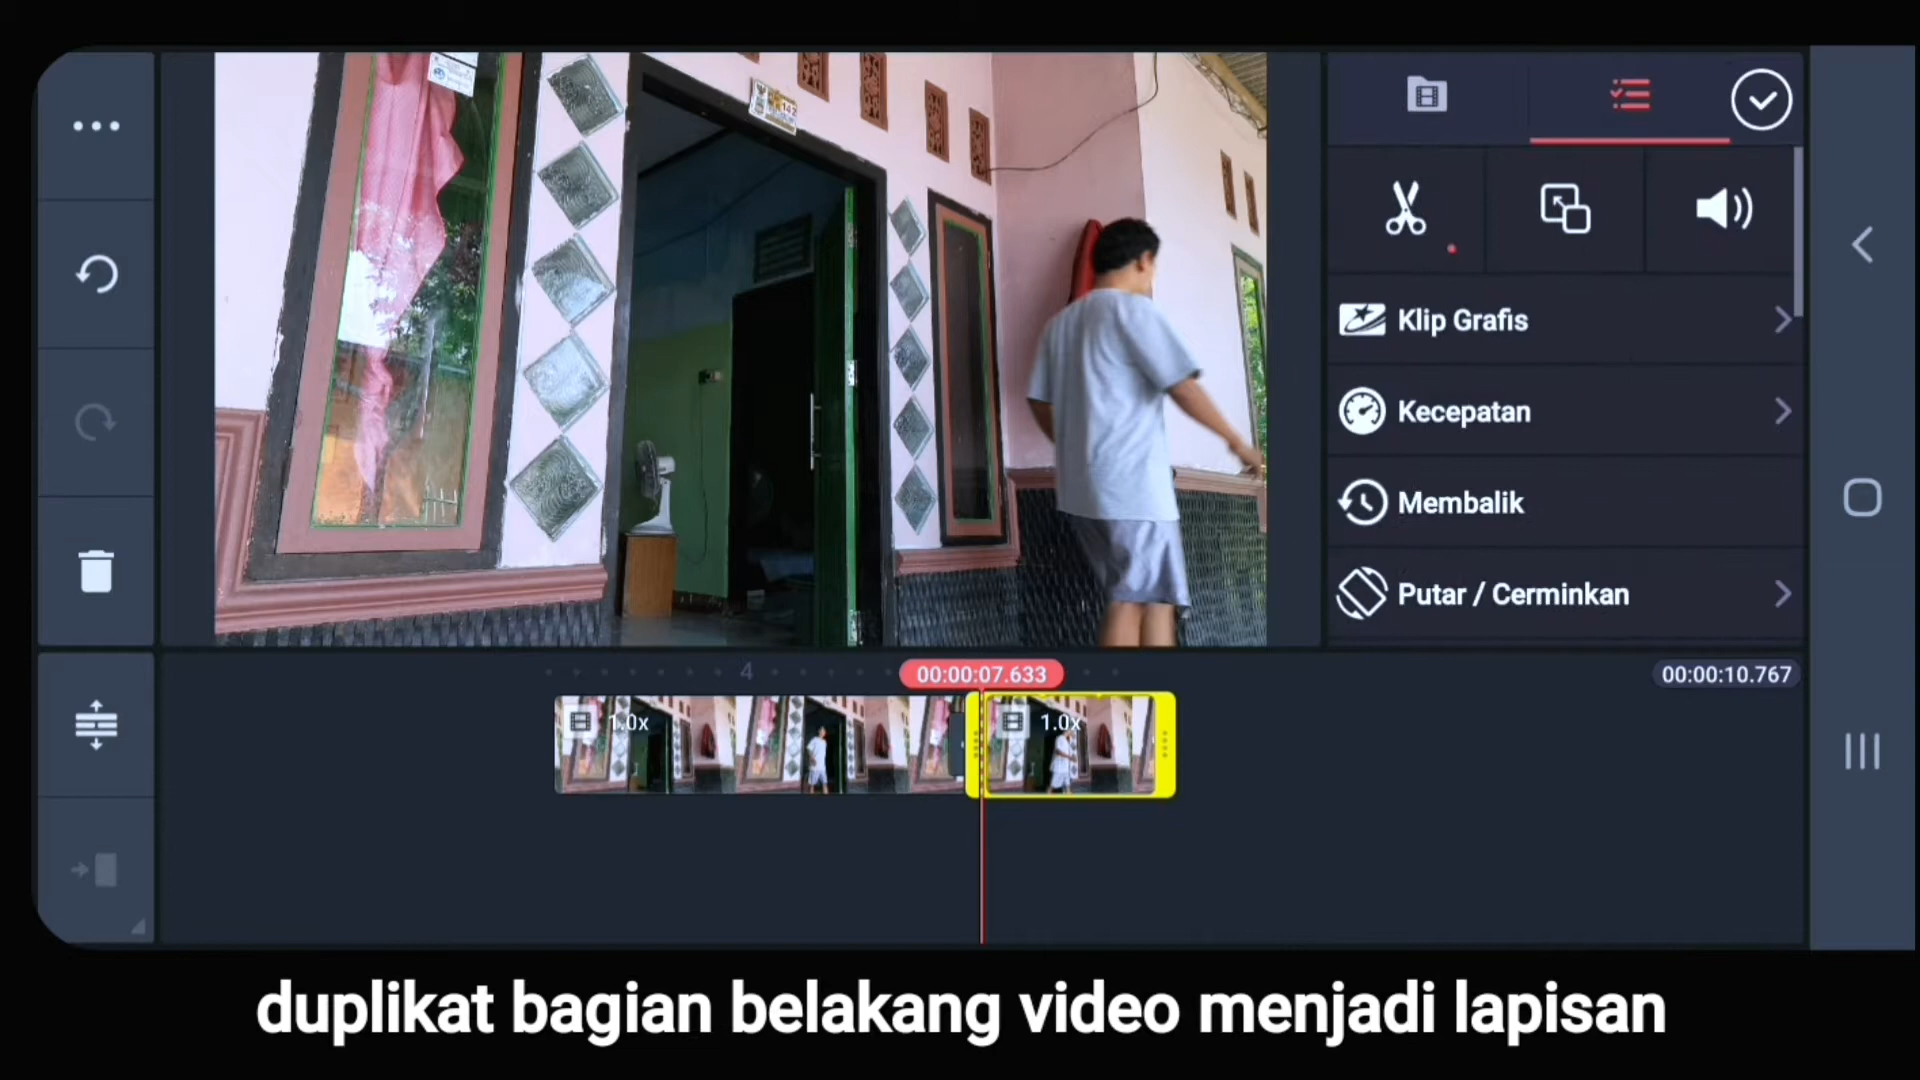 Klip Grafis
Kecepatan
Membalik
Putar / Cerminkan
4
00:00:07.633
00:00:10.767
1.0x
1.0x
duplikat bagian belakang video menjadi lapisan